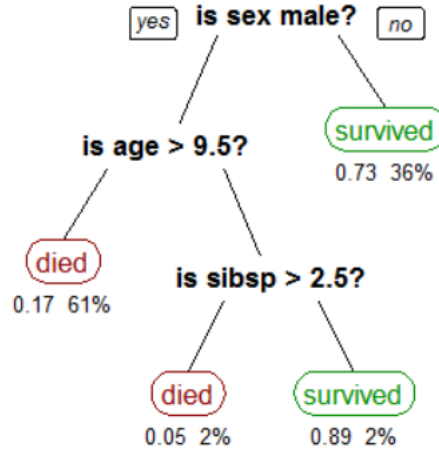 yes is sex male? no
survived
0.73 36%
is age > 9.5?
died
0.17 61%
is sibsp > 2.5?
died survived
0.05 2% 0.89 2%